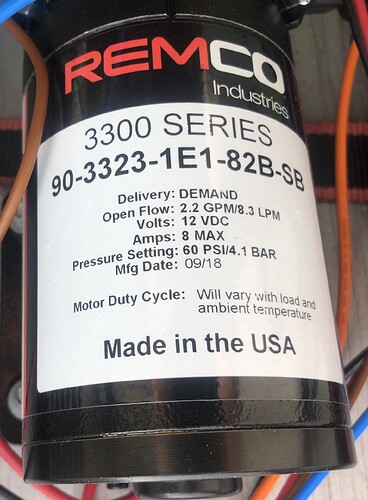 REMCO
Industries
3300 SERIES
90-3323-1E1-82B-SB
Delivery: DEMAND
Open Flow: 2.2 GPM/8.3 LPM
Volts: 12 VDC
Amps: 8 MAX
Pressure Setting: 60 PSI/4.1 BAR
Mfg Date: 09/18
Motor Duty Cycle: Will vary with load and
ambient temperature
Made in the USA